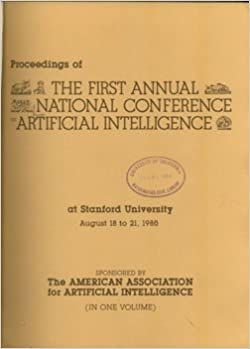 Proceedings of
THE FIRST ANNUAL
NATIONAL CONFERENCE
ON ARTIFICIAL INTELLIGENCE
at Stanford University
August 18 to 21, 1980
SPONSORED BY
The AMERICAN ASSOCIATION
for ARTIFICIAL INTELLIGENCE
(IN ONE VOLUME)